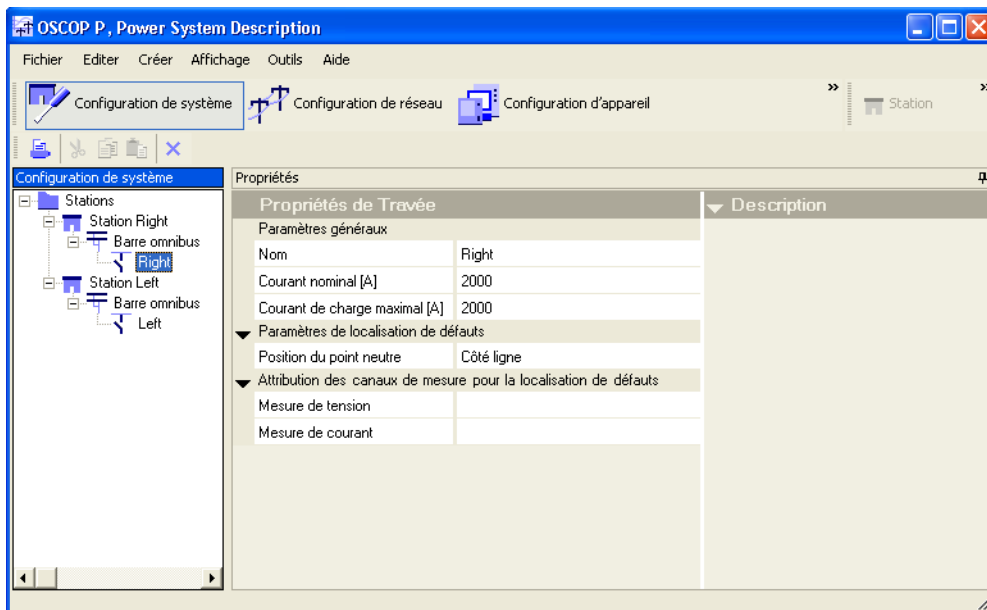 OSCOP P, Power System Description
Fichier Editer Créer Affichage Outils Aide
Configuration de système Configuration de réseau Configuration d'appareil » Station »
Configuration de système
Stations
Station Right
Barre omnibus
Right
Station Left
Barre omnibus
Left
Propriétés
Propriétés de Travée
Paramètres généraux
Nom Right
Courant nominal [A] 2000
Courant de charge maximal [A] 2000
Paramètres de localisation de défauts
Position du point neutre Côté ligne
Attribution des canaux de mesure pour la localisation de défauts
Mesure de tension
Mesure de courant
Description